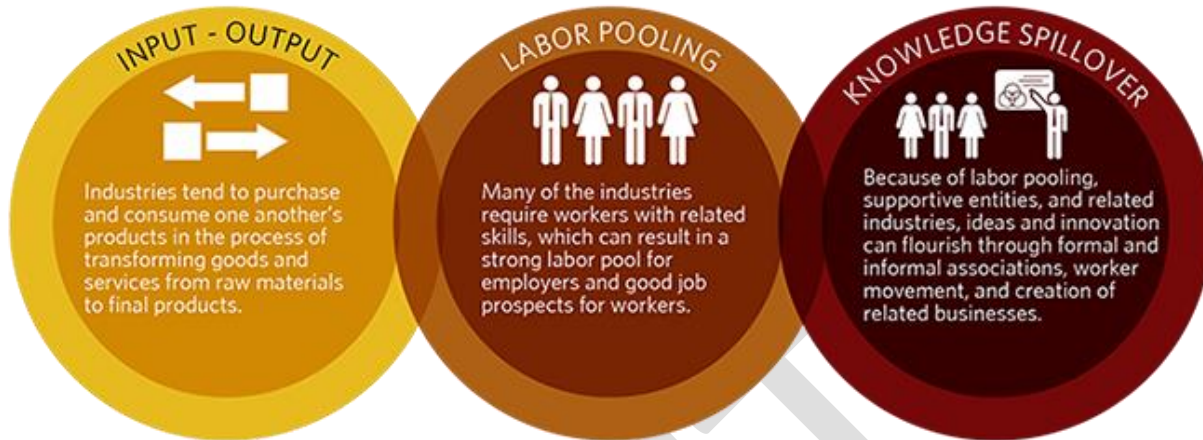 INPUT - OUTPUT
Industries tend to purchase
and consume one another's
products in the process of
transforming goods and
services from raw materials
to final products.
LABOR POOLING
Many of the industries
require workers with related
skills, which can result in a
strong labor pool for
employers and good job
prospects for workers.
KNOWLEDGE SPILLOVER
Because of labor pooling,
supportive entities, and related
industries, ideas and innovation
can flourish through formal and
informal associations, worker
movement, and creation of
related businesses.